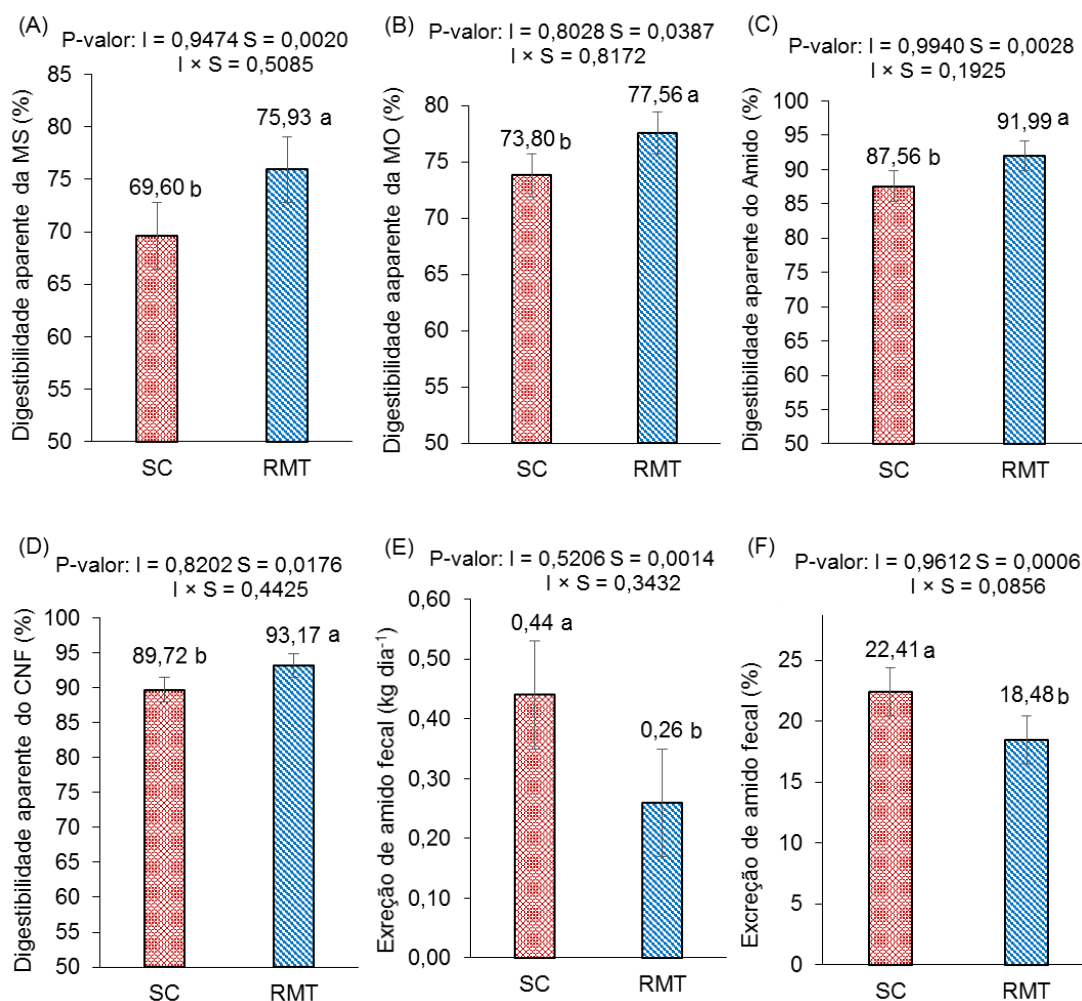 (A)
P-valor: I = 0,9474 S = 0,0020
I × S = 0,5085
Digestibilidade aparente da MS (%)
85
80
75
70
65
60
55
50
69,60 b
75,93 a
SC
RMT
(B)
P-valor: I = 0,8028 S = 0,0387
I × S = 0,8172
Digestibilidade aaparente da MO (%)
80
75
70
65
60
55
50
73,80 b
77,56 a
SC
RMT
(C)
P-valor: I = 0,9940 S = 0,0028
I × S = 0,1925
Digestibilidade aparente do Amido (%)
100
95
90
85
80
75
70
65
60
55
50
87,56 b
91,99 a
SC
RMT
(D)
P-valor: I = 0,8202 S = 0,0176
I × S = 0,4425
Digestibilidade aparente do CNF (%)
100
95
90
85
80
75
70
65
60
55
50
89,72 b
93,17 a
SC
RMT
(E)
P-valor: I = 0,5206 S = 0,0014
I × S = 0,3432
Exreção de amido fecal (kg dia⁻¹)
0,60
0,50
0,40
0,30
0,20
0,10
0,00
0,44 a
0,26 b
SC
RMT
(F)
P-valor: I = 0,9612 S = 0,0006
I × S = 0,0856
Excreção de amido fecal (%)
25
20
15
10
5
0
22,41 a
18,48 b
SC
RMT